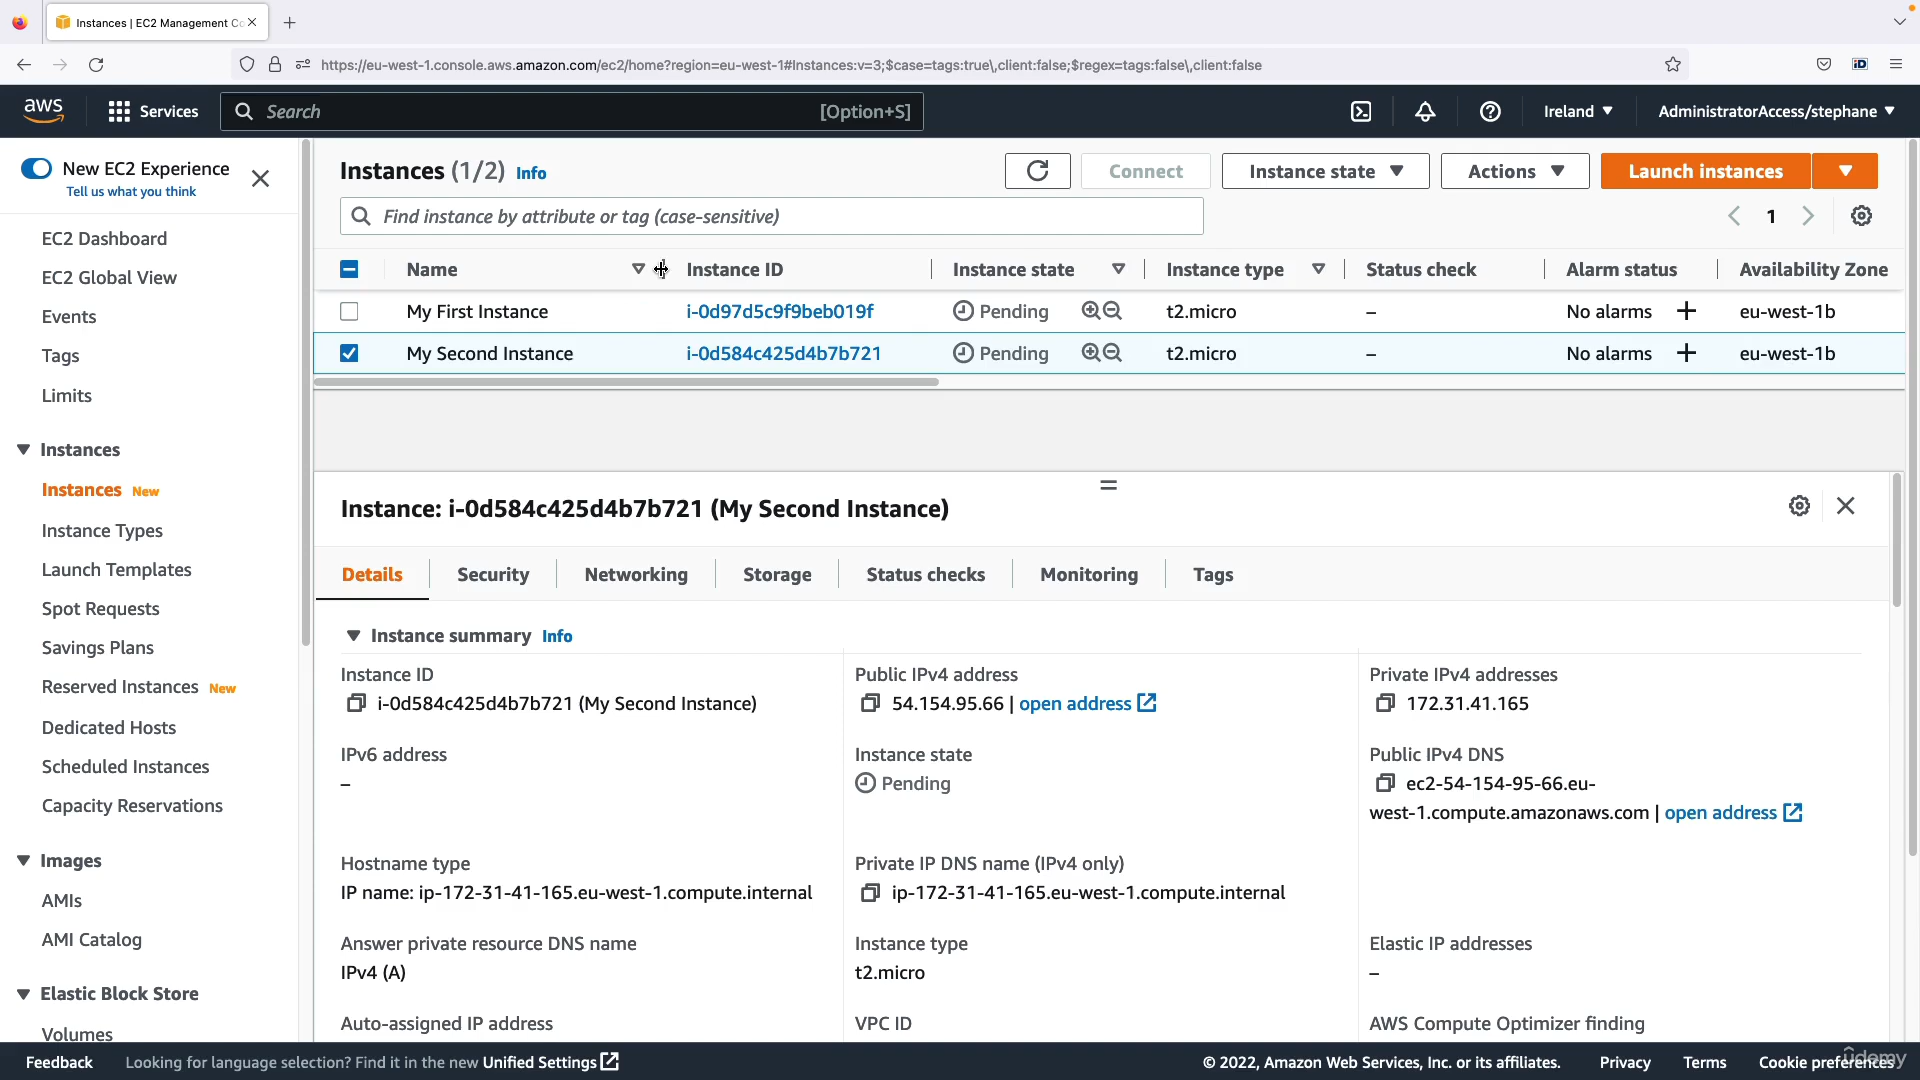 Instances | EC2 Management Co
https://eu-west-1.console.aws.amazon.com/ec2/home?region=eu-west-1#Instances:v=3;$case=tags:true\,client:false;$regex=tags:false\,client:false
iD
aws
Services
Search
[Option+S]
Ireland
AdministratorAccess/stephane
New EC2 Experience
Tell us what you think
EC2 Dashboard
EC2 Global View
Events
Tags
Limits
Instances
Instances New
Instance Types
Launch Templates
Spot Requests
Savings Plans
Reserved Instances New
Dedicated Hosts
Scheduled Instances
Capacity Reservations
Images
AMIs
AMI Catalog
Elastic Block Store
Volumes
Instances (1/2) Info
Connect
Instance state
Actions
Launch instances
Find instance by attribute or tag (case-sensitive)
1
Name Instance ID Instance state Instance type Status check Alarm status Availability Zone
My First Instance i-0d97d5c9f9beb019f Pending t2.micro – No alarms + eu-west-1b
My Second Instance i-0d584c425d4b7b721 Pending t2.micro – No alarms + eu-west-1b
Instance: i-0d584c425d4b7b721 (My Second Instance)
Details Security Networking Storage Status checks Monitoring Tags
Instance summary Info
Instance ID
i-0d584c425d4b7b721 (My Second Instance)
Public IPv4 address
54.154.95.66 | open address
Private IPv4 addresses
172.31.41.165
IPv6 address
–
Instance state
Pending
Public IPv4 DNS
ec2-54-154-95-66.eu-
west-1.compute.amazonaws.com | open address
Hostname type
IP name: ip-172-31-41-165.eu-west-1.compute.internal
Private IP DNS name (IPv4 only)
ip-172-31-41-165.eu-west-1.compute.internal
Answer private resource DNS name
IPv4 (A)
Instance type
t2.micro
Elastic IP addresses
–
Auto-assigned IP address
VPC ID
AWS Compute Optimizer finding
Feedback
Looking for language selection? Find it in the new Unified Settings
© 2022, Amazon Web Services, Inc. or its affiliates.
Privacy
Terms
Cookie preferences
ûdemy